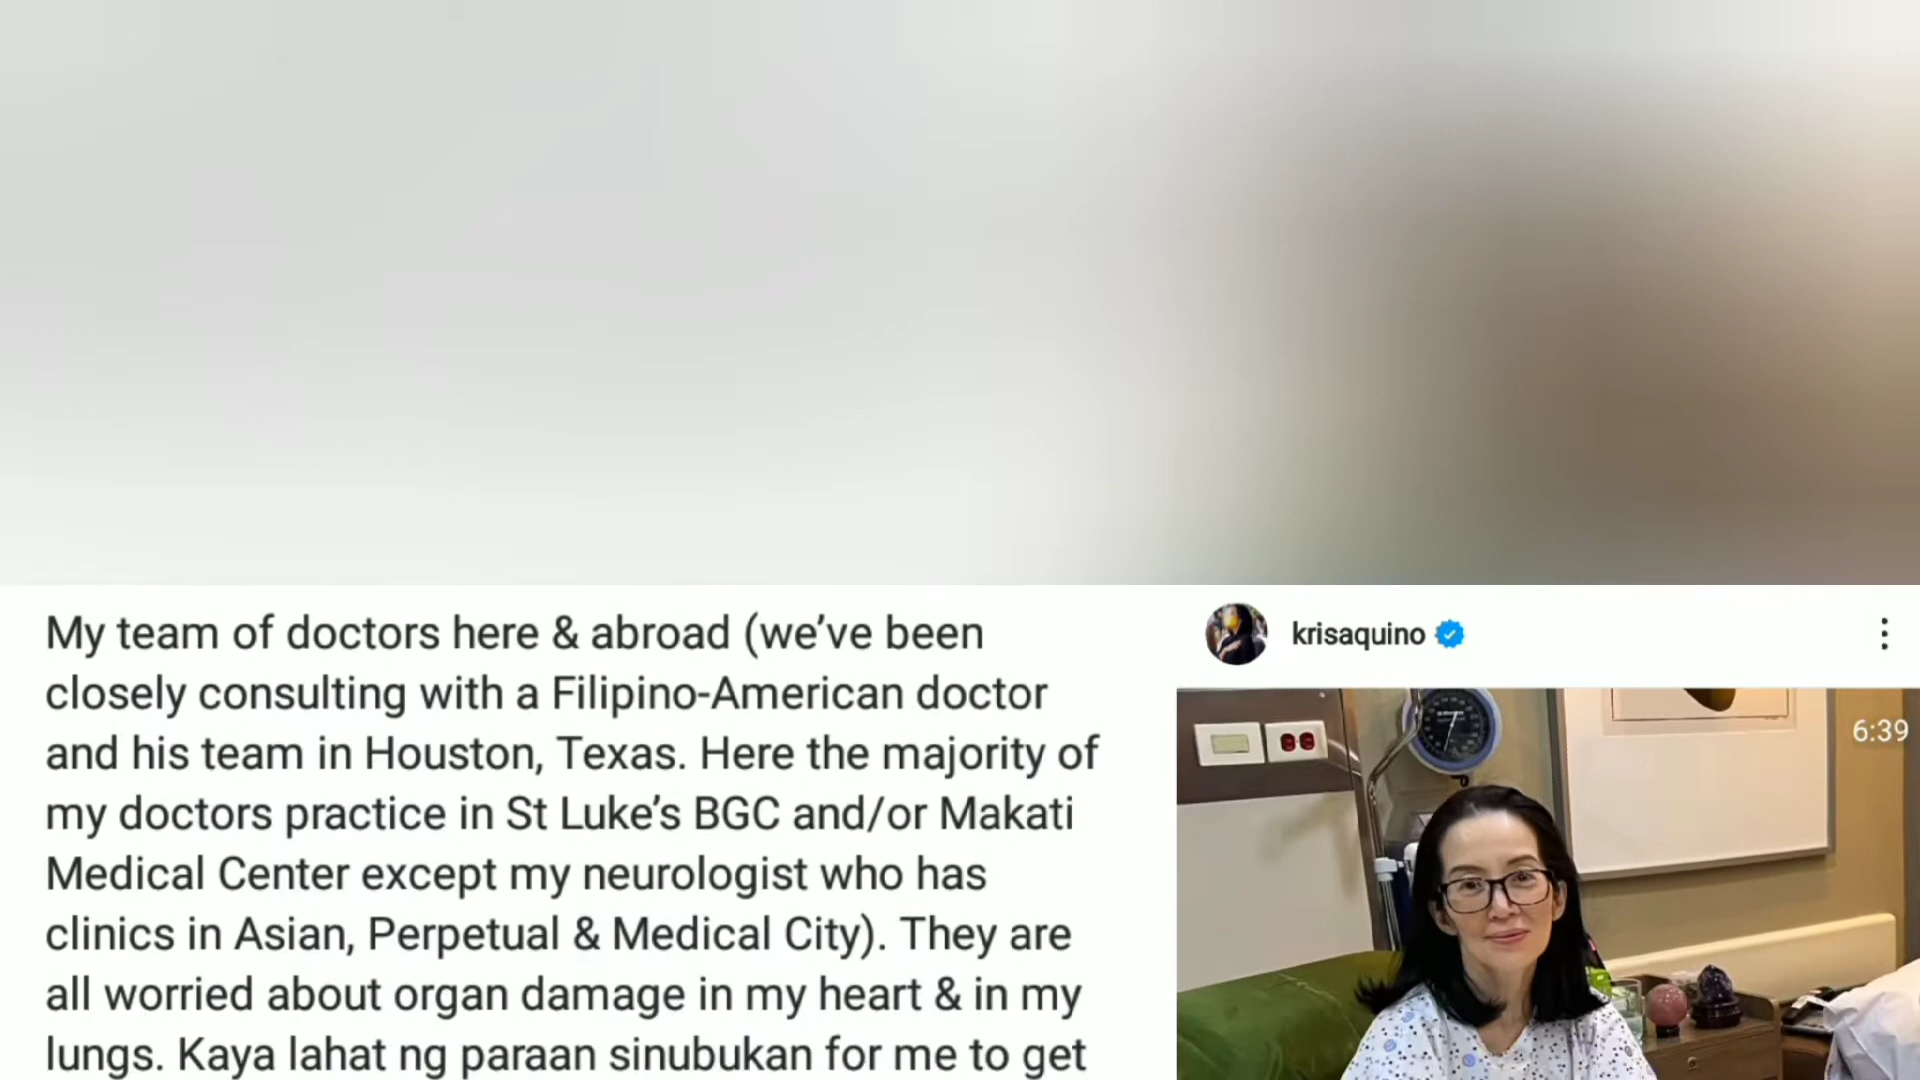 My team of doctors here & abroad (we’ve been
closely consulting with a Filipino-American doctor
and his team in Houston, Texas. Here the majority of
my doctors practice in St Luke’s BGC and/or Makati
Medical Center except my neurologist who has
clinics in Asian, Perpetual & Medical City). They are
all worried about organ damage in my heart & in my
lungs. Kaya lahat ng paraan sinubukan for me to get
krisaquino
6:39